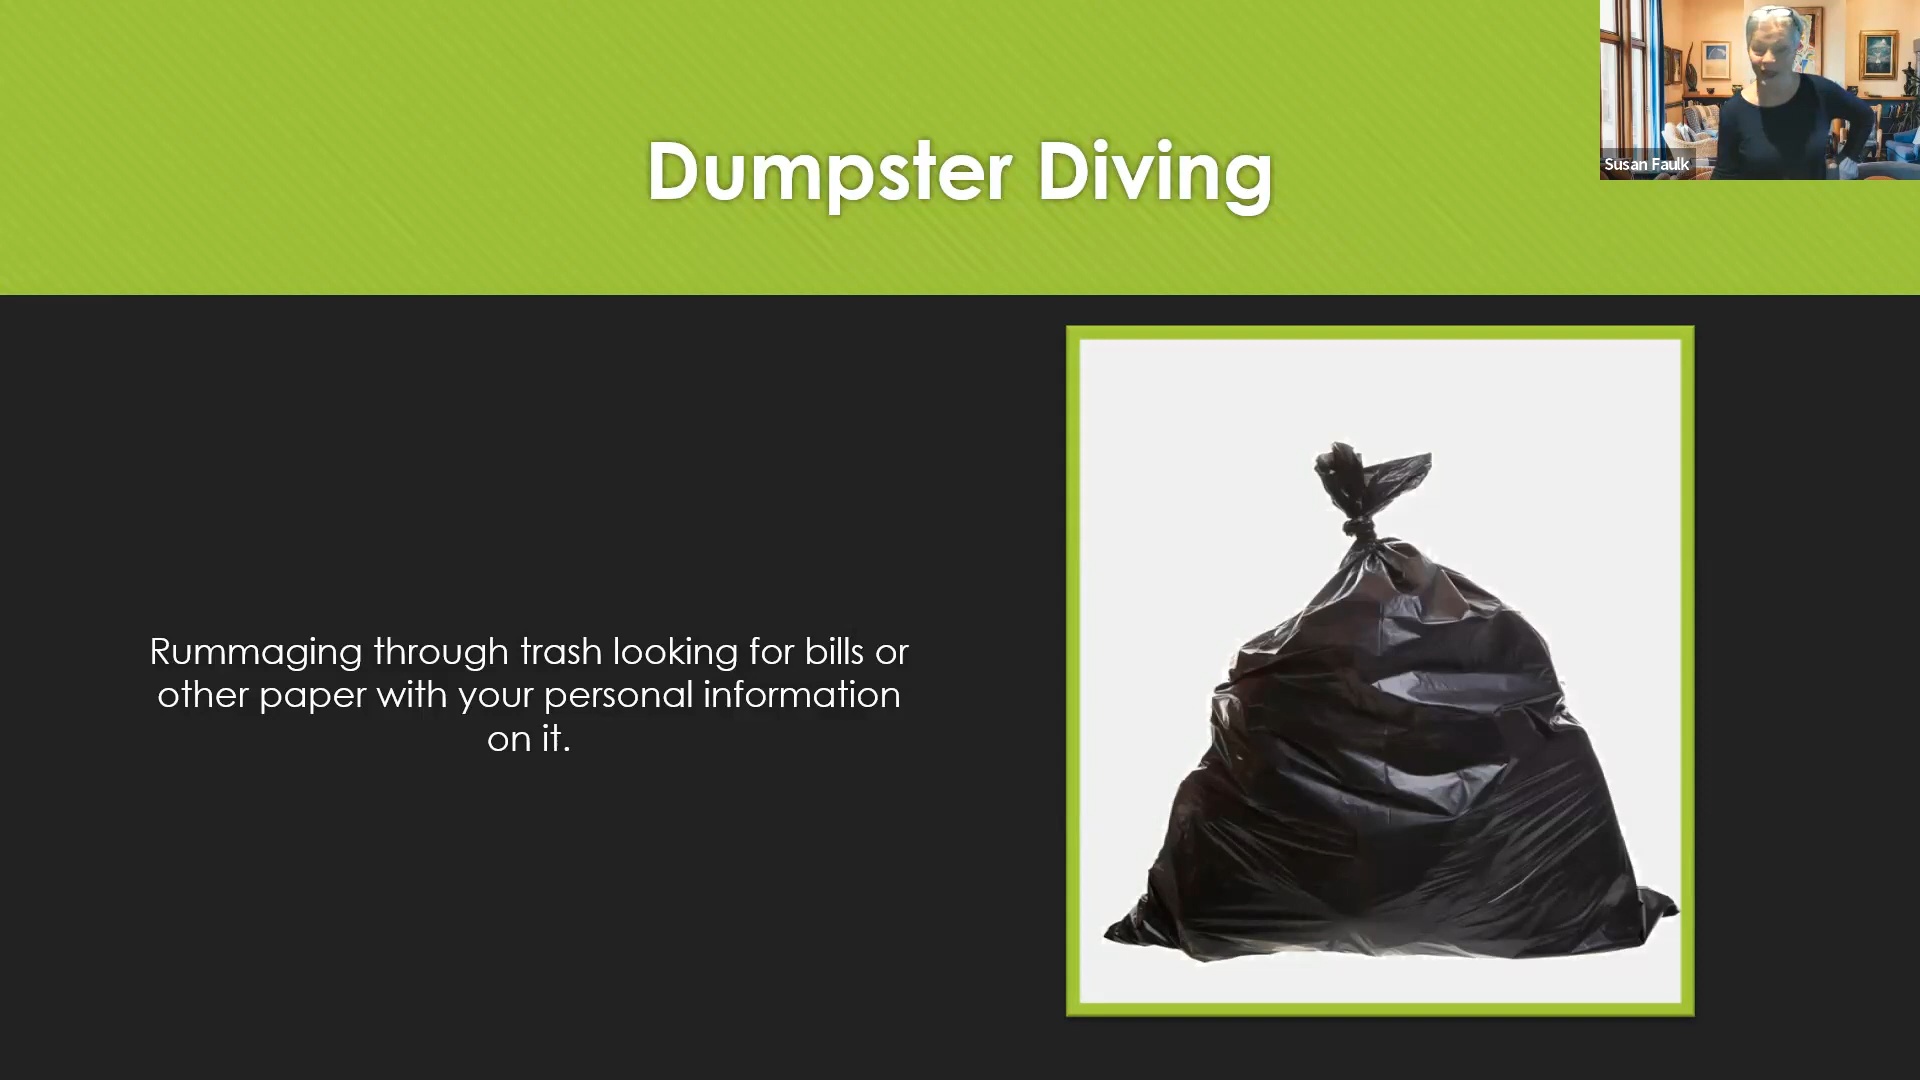 Dumpster Diving
Susan Faulk
Rummaging through trash looking for bills or
other paper with your personal information
on it.